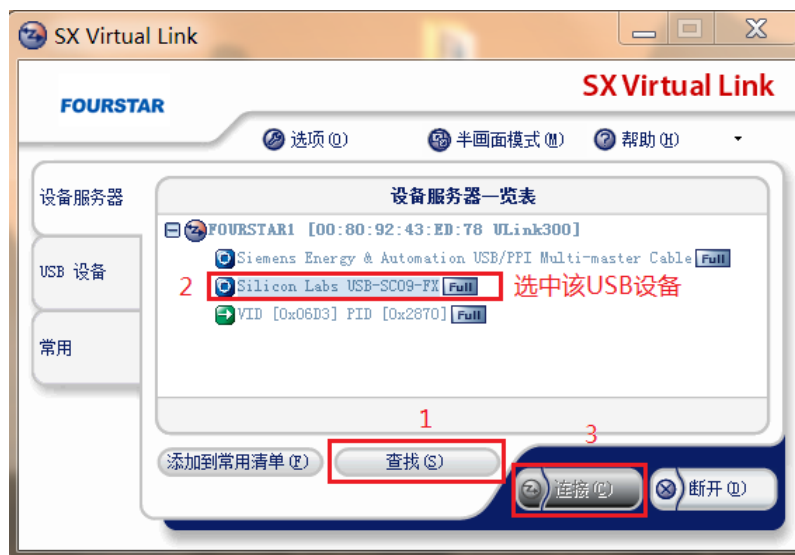 SX Virtual Link
FOURSTAR
SX Virtual Link
选项(O) 半画面模式(M) 帮助(H)
设备服务器
USB 设备
常用
设备服务器一览表
FOURSTAR1 [00:80:92:43:ED:78 ULink300]
Siemens Energy & Automation USB/PPI Multi-master Cable Full
2 Silicon Labs USB-SC09-FX Full 选中该USB设备
VID [0x06D3] PID [0x2870] Full
1
3
添加到常用清单(F) 查找(S)
连接(C) 断开(D)